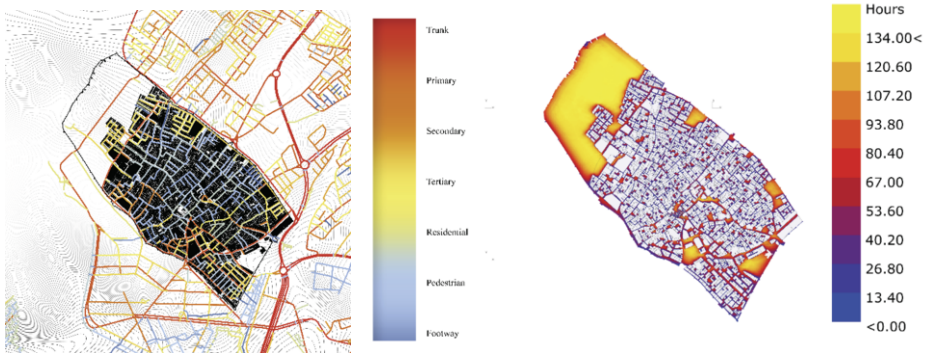 Trunk
Primary
Secondary
Tertiary
Residential
Pedestrian
Footway
Hours
134.00<
120.60
107.20
93.80
80.40
67.00
53.60
40.20
26.80
13.40
<0.00